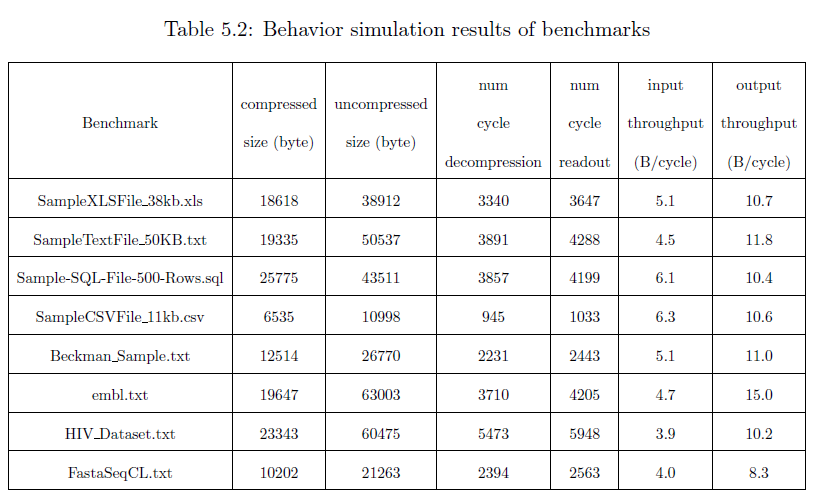 Table 5.2: Behavior simulation results of benchmarks
Benchmark | compressed size (byte) | uncompressed size (byte) | num cycle decompression | num cycle readout | input throughput (B/cycle) | output throughput (B/cycle)
SampleXLSFile_38kb.xls | 18618 | 38912 | 3340 | 3647 | 5.1 | 10.7
SampleTextFile_50KB.txt | 19335 | 50537 | 3891 | 4288 | 4.5 | 11.8
Sample-SQL-File-500-Rows.sql | 25775 | 43511 | 3857 | 4199 | 6.1 | 10.4
SampleCSVFile_11kb.csv | 6535 | 10998 | 945 | 1033 | 6.3 | 10.6
Beckman_Sample.txt | 12514 | 26770 | 2231 | 2443 | 5.1 | 11.0
embl.txt | 19647 | 63003 | 3710 | 4205 | 4.7 | 15.0
HIV_Dataset.txt | 23343 | 60475 | 5473 | 5948 | 3.9 | 10.2
FastaSeqCL.txt | 10202 | 21263 | 2394 | 2563 | 4.0 | 8.3